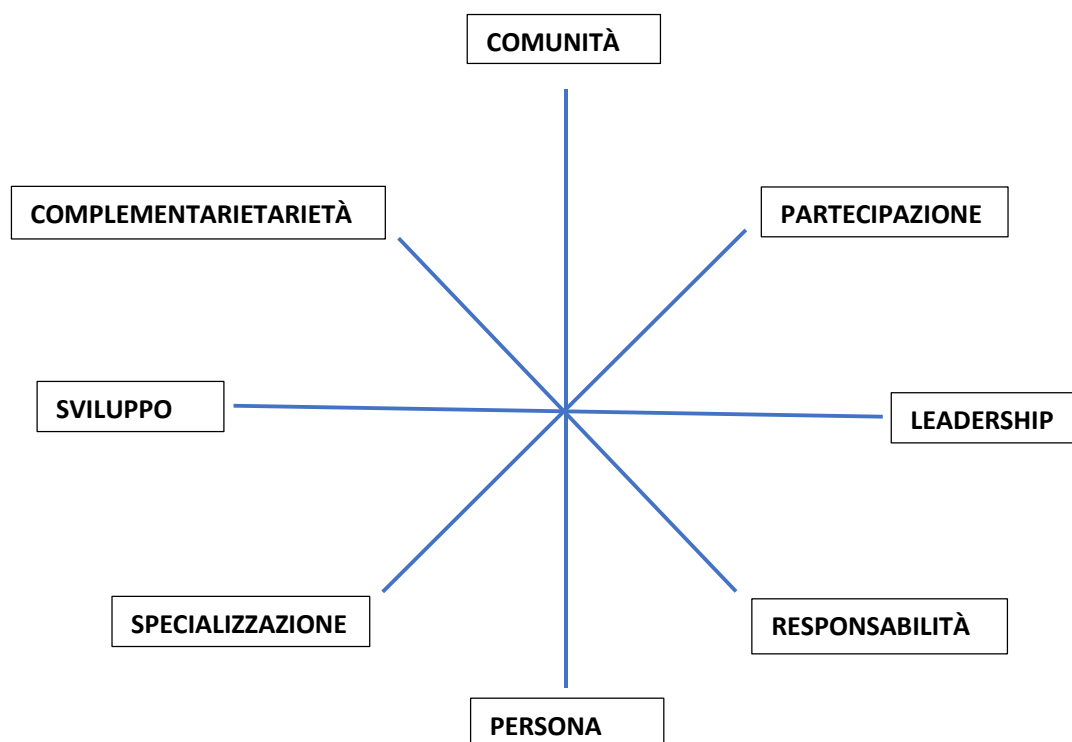 COMUNITÀ
COMPLEMENTARIETARIETÀ
PARTECIPAZIONE
SVILUPPO
LEADERSHIP
SPECIALIZZAZIONE
RESPONSABILITÀ
PERSONA